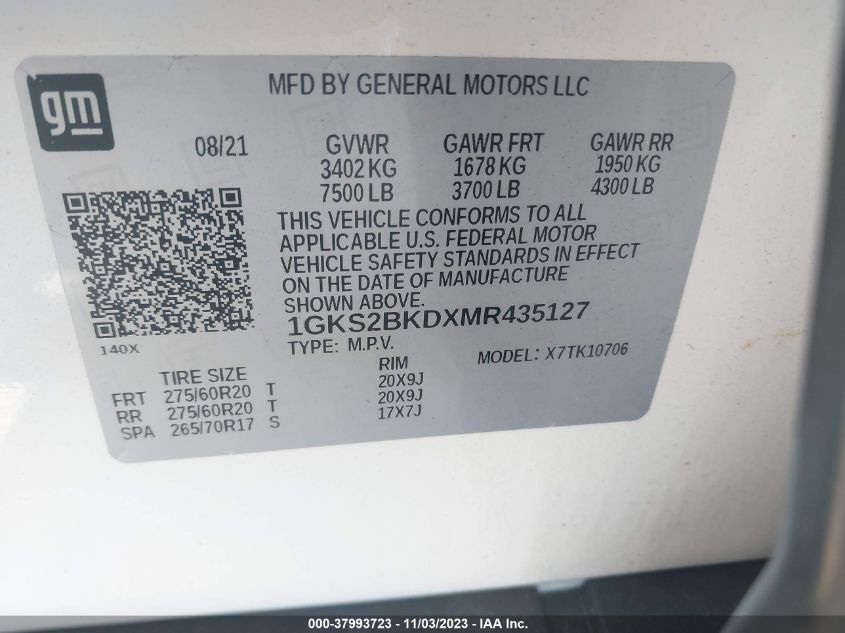 gm
MFD BY GENERAL MOTORS LLC
08/21 GVWR GAWR FRT GAWR RR
3402 KG 1678 KG 1950 KG
7500 LB 3700 LB 4300 LB
THIS VEHICLE CONFORMS TO ALL
APPLICABLE U.S. FEDERAL MOTOR
VEHICLE SAFETY STANDARDS IN EFFECT
ON THE DATE OF MANUFACTURE
SHOWN ABOVE.
1GKS2BKDXMR435127
140X
TYPE: M.P.V. MODEL: X7TK10706
TIRE SIZE RIM
FRT 275/60R20 T 20X9J
RR 275/60R20 T 20X9J
SPA 265/70R17 S 17X7J
000-37993723 - 11/03/2023 - IAA Inc.